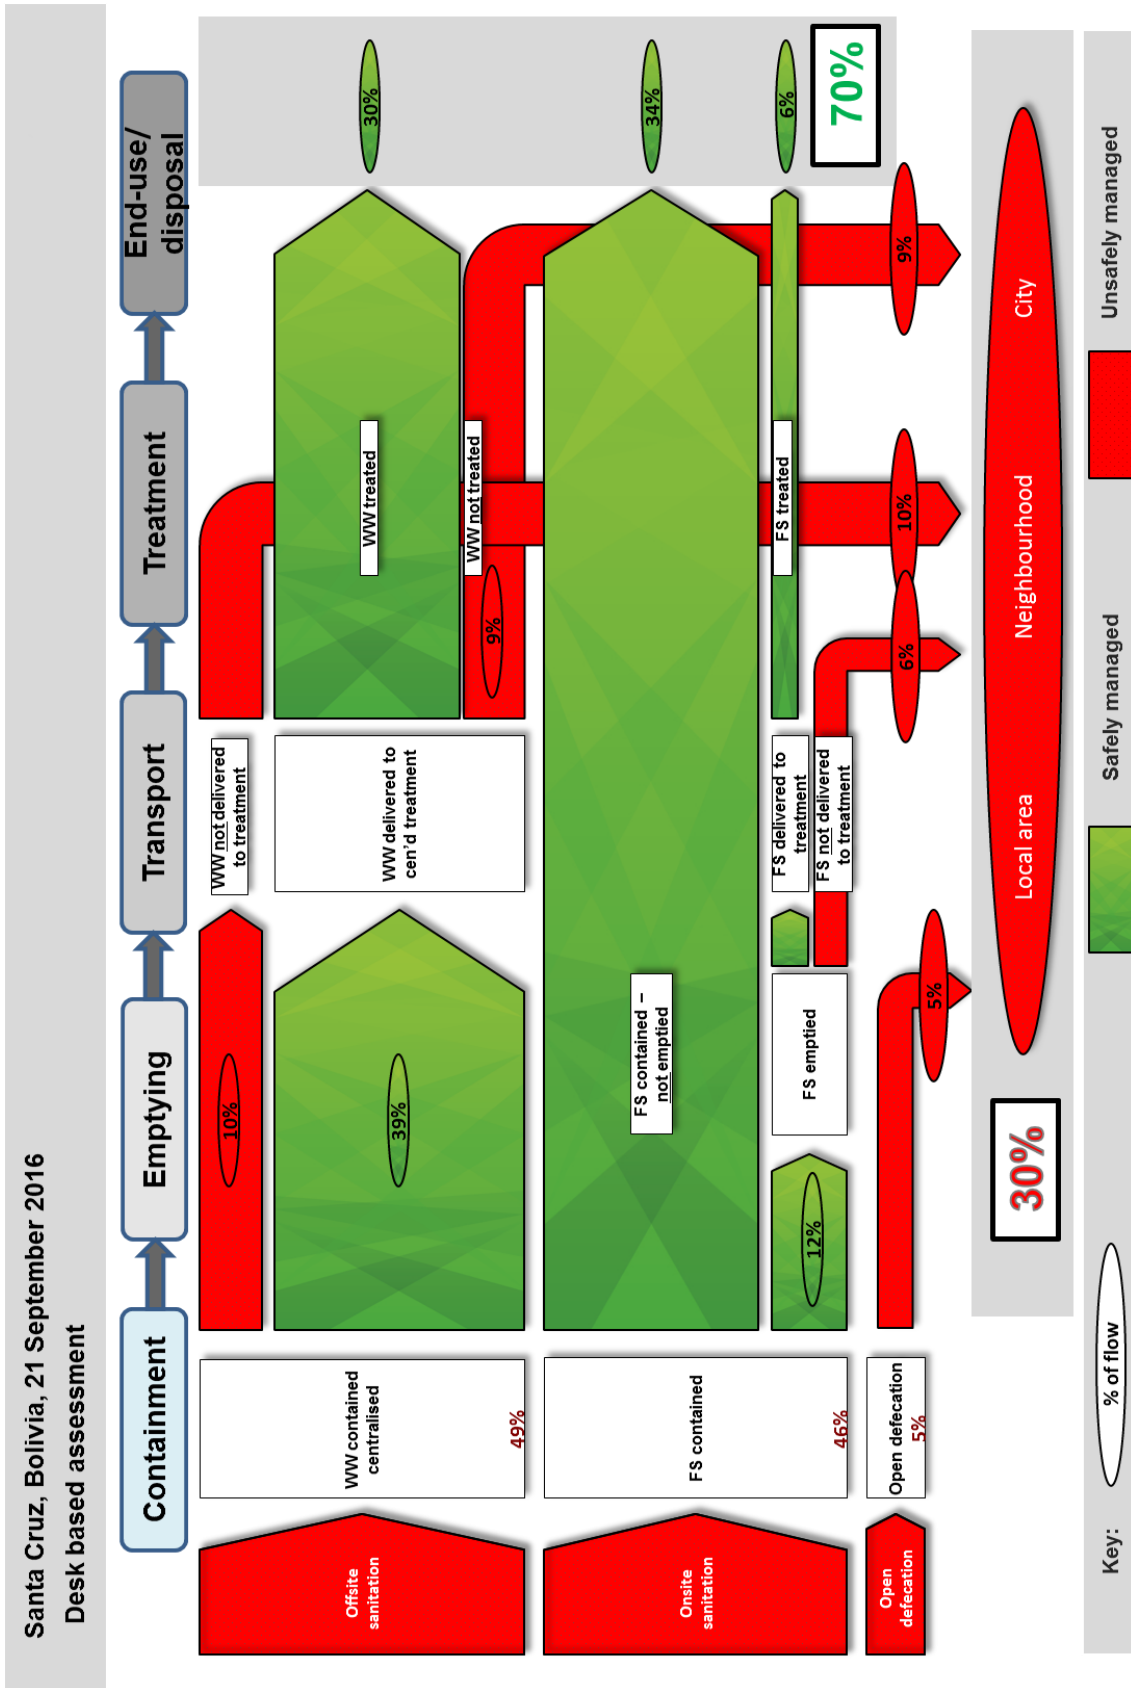 Santa Cruz, Bolivia, 21 September 2016
Desk based assessment
Containment
Emptying
Transport
Treatment
End-use/
disposal
Offsite
sanitation
WW contained
centralised
49%
10%
39%
WW not delivered
to treatment
WW delivered to
cen'd treatment
WW treated
30%
WW not treated
9%
Onsite
sanitation
FS contained
46%
FS contained –
not emptied
34%
12%
FS emptied
FS delivered to
treatment
FS treated
6%
FS not delivered
to treatment
70%
Open
defecation
Open defecation
5%
5%
6%
10%
9%
30%
Local area
Neighbourhood
City
Key:
% of flow
Safely managed
Unsafely managed